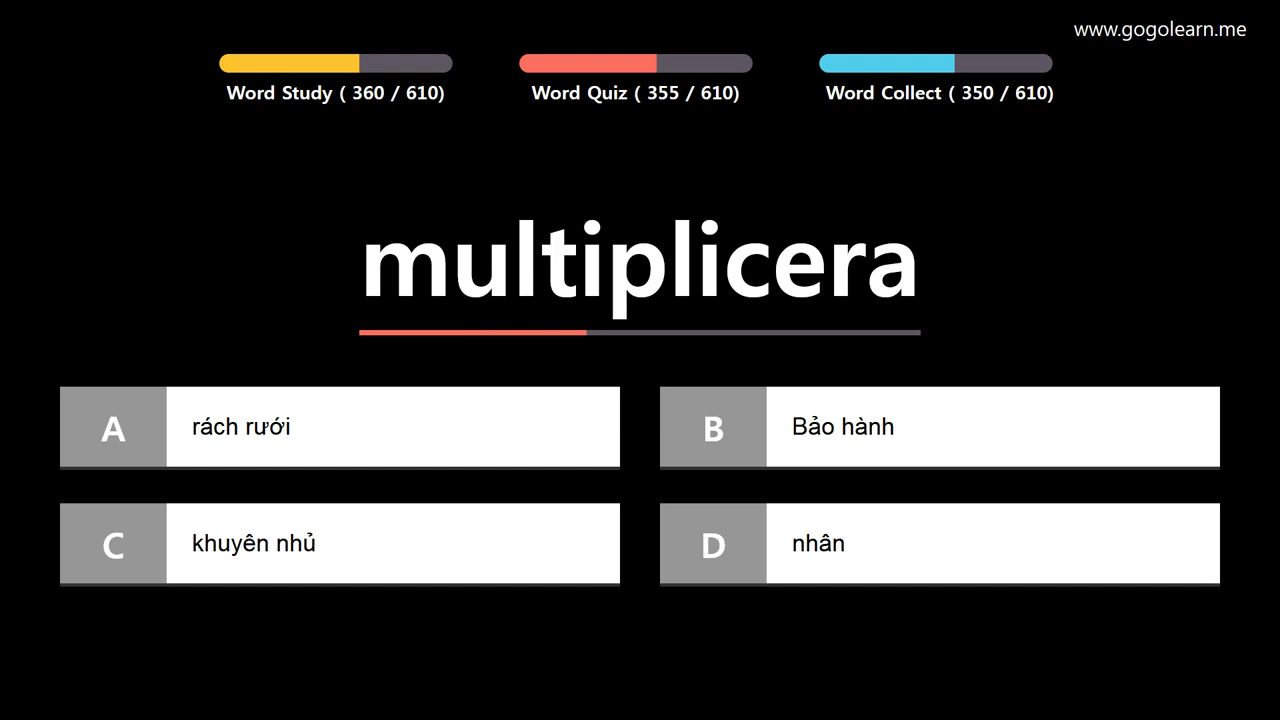 www.gogolearn.me
Word Study ( 360 / 610)
Word Quiz ( 355 / 610)
Word Collect ( 350 / 610)
multiplicera
A
rách rưới
B
Bảo hành
C
khuyên nhủ
D
nhân